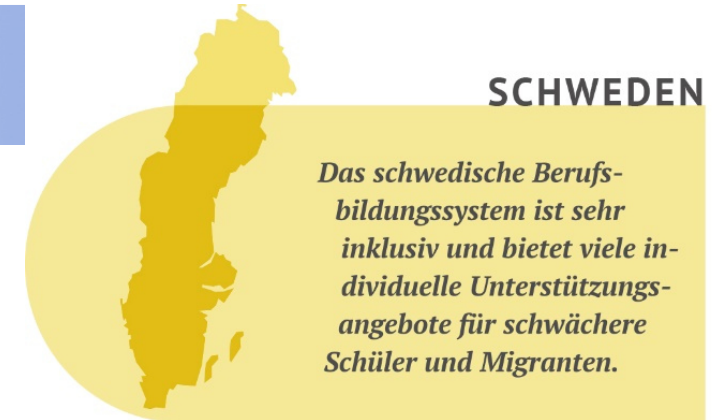 SCHWEDEN
Das schwedische Berufs-
bildungssystem ist sehr
inklusiv und bietet viele in-
dividuelle Unterstützungs-
angebote für schwächere
Schüler und Migranten.